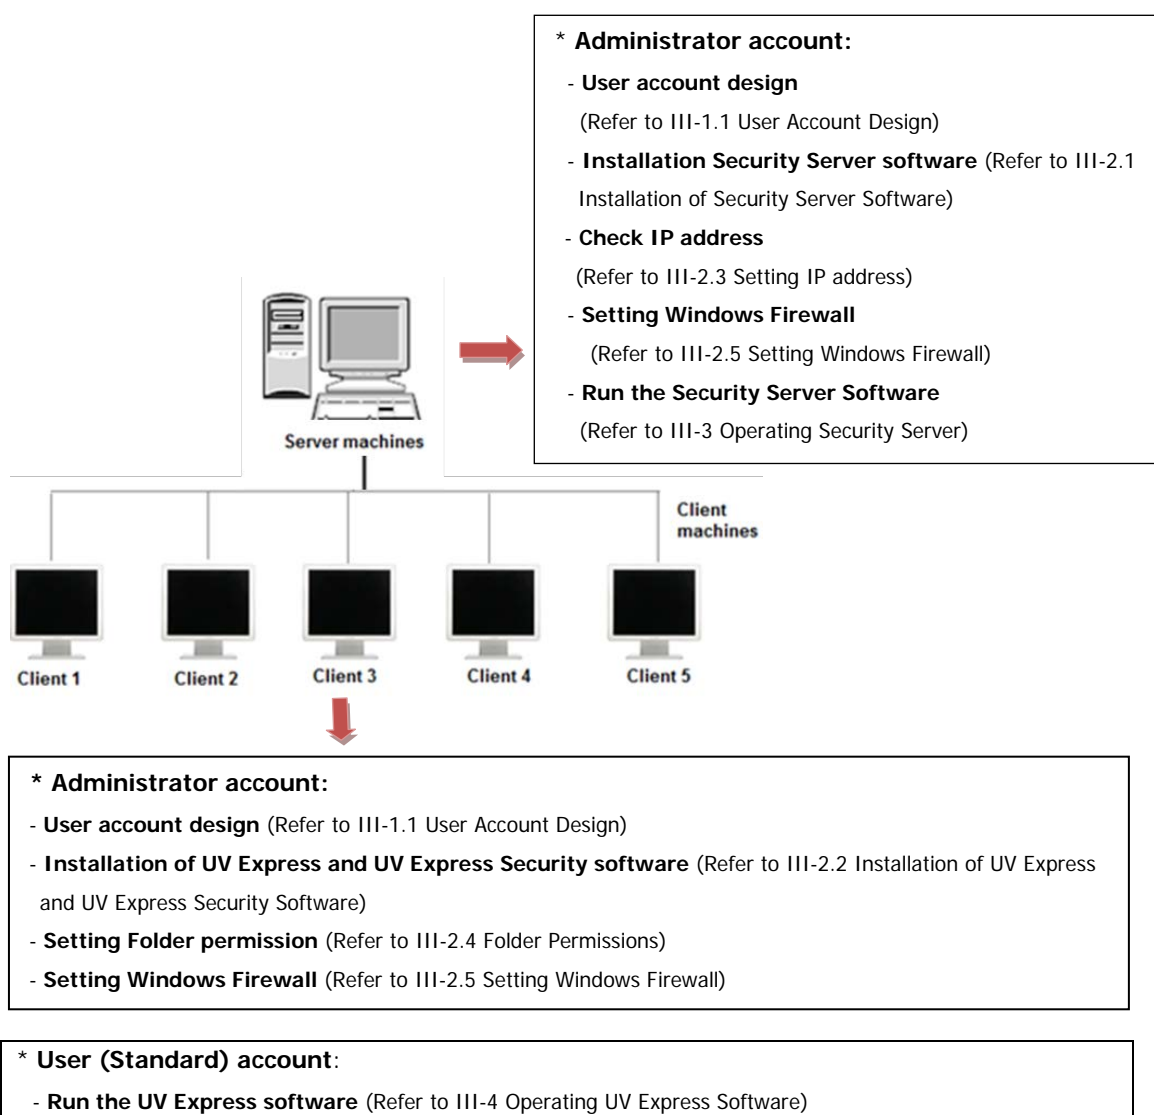 * Administrator account:
- User account design
(Refer to III-1.1 User Account Design)
- Installation Security Server software (Refer to III-2.1
Installation of Security Server Software)
- Check IP address
(Refer to III-2.3 Setting IP address)
- Setting Windows Firewall
(Refer to III-2.5 Setting Windows Firewall)
- Run the Security Server Software
(Refer to III-3 Operating Security Server)
Server machines
Client
machines
Client 1
Client 2
Client 3
Client 4
Client 5
* Administrator account:
- User account design (Refer to III-1.1 User Account Design)
- Installation of UV Express and UV Express Security software (Refer to III-2.2 Installation of UV Express
and UV Express Security Software)
- Setting Folder permission (Refer to III-2.4 Folder Permissions)
- Setting Windows Firewall (Refer to III-2.5 Setting Windows Firewall)
* User (Standard) account:
- Run the UV Express software (Refer to III-4 Operating UV Express Software)